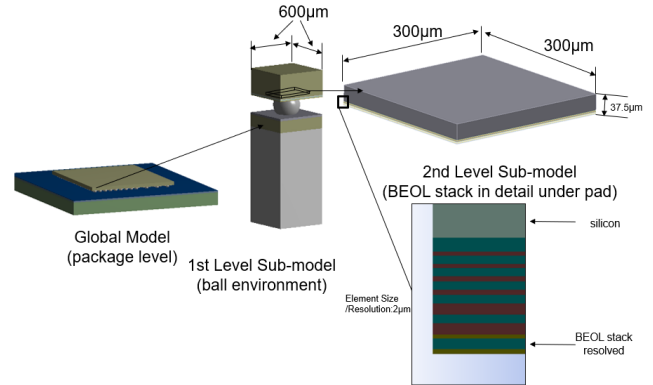 600μm
300μm
300μm
37.5μm
Global Model
(package level)
1st Level Sub-model
(ball environment)
2nd Level Sub-model
(BEOL stack in detail under pad)
silicon
Element Size
/Resolution:2μm
BEOL stack
resolved